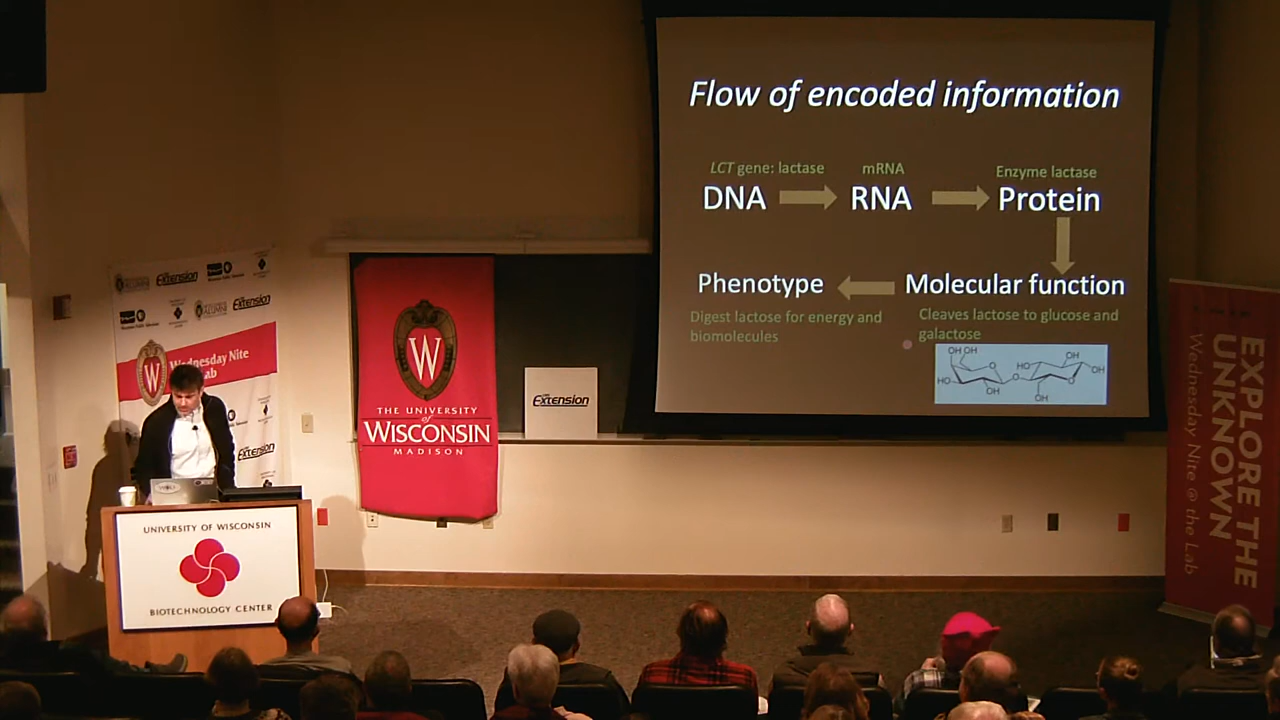 Flow of encoded information
LCT gene: lactase
mRNA
Enzyme lactase
DNA
RNA
Protein
Phenotype
Molecular function
Digest lactose for energy and
biomolecules
Cleaves lactose to glucose and
galactose
OH OH
OH
HO
O
O
HO
O
OH
OH
OH
Extension
Extension
Wednesday Nite
Lab
Extension
W
THE UNIVERSITY
of
WISCONSIN
MADISON
Extension
EXPLORE THE
UNKNOWN
Wednesday Nite @ the Lab
UNIVERSITY OF WISCONSIN
BIOTECHNOLOGY CENTER